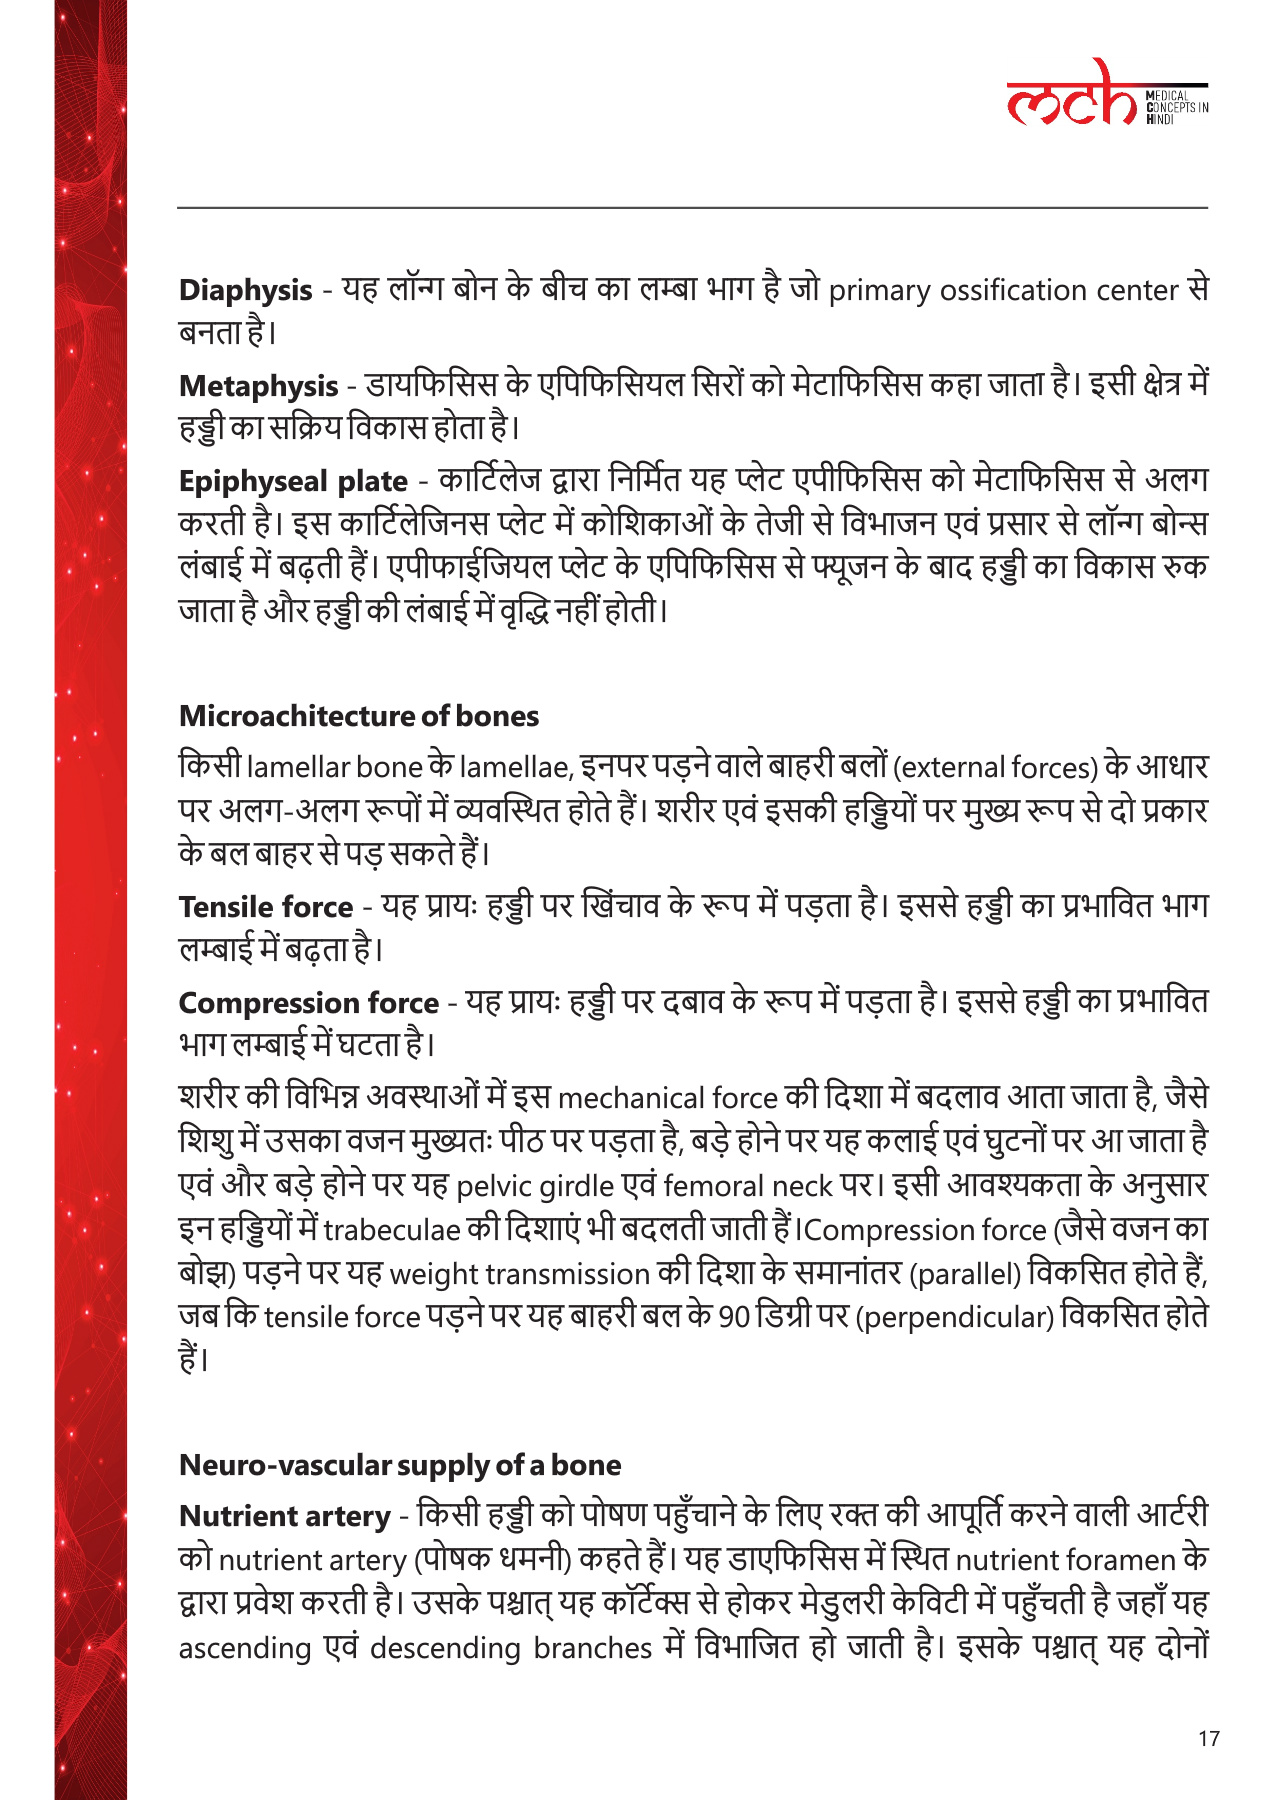 mch MEDICAL
CONCEPTS IN
HINDI
Diaphysis - यह लॉन्ग बोन के बीच का लम्बा भाग है जो primary ossification center से
बनता है।
Metaphysis - डायफिसिस के एपिफिसियल सिरों को मेटाफिसिस कहा जाता है। इसी क्षेत्र में
हड्डी का सक्रिय विकास होता है।
Epiphyseal plate - कार्टिलेज द्वारा निर्मित यह प्लेट एपीफिसिस को मेटाफिसिस से अलग
करती है। इस कार्टिलेजिनस प्लेट में कोशिकाओं के तेजी से विभाजन एवं प्रसार से लॉन्ग बोन्स
लंबाई में बढ़ती हैं। एपीफाईजियल प्लेट के एपिफिसिस से फ्यूजन के बाद हड्डी का विकास रुक
जाता है और हड्डी की लंबाई में वृद्धि नहीं होती।
Microachitecture of bones
किसी lamellar bone के lamellae, इनपर पड़ने वाले बाहरी बलों (external forces) के आधार
पर अलग-अलग रूपों में व्यवस्थित होते हैं। शरीर एवं इसकी हड्डियों पर मुख्य रूप से दो प्रकार
के बल बाहर से पड़ सकते हैं।
Tensile force - यह प्रायः हड्डी पर खिंचाव के रूप में पड़ता है। इससे हड्डी का प्रभावित भाग
लम्बाई में बढ़ता है।
Compression force - यह प्रायः हड्डी पर दबाव के रूप में पड़ता है। इससे हड्डी का प्रभावित
भाग लम्बाई में घटता है।
शरीर की विभिन्न अवस्थाओं में इस mechanical force की दिशा में बदलाव आता जाता है, जैसे
शिशु में उसका वजन मुख्यतः पीठ पर पड़ता है, बड़े होने पर यह कलाई एवं घुटनों पर आ जाता है
एवं और बड़े होने पर यह pelvic girdle एवं femoral neck पर। इसी आवश्यकता के अनुसार
इन हड्डियों में trabeculae की दिशाएं भी बदलती जाती हैं।Compression force (जैसे वजन का
बोझ) पड़ने पर यह weight transmission की दिशा के समानांतर (parallel) विकसित होते हैं,
जब कि tensile force पड़ने पर यह बाहरी बल के 90 डिग्री पर (perpendicular) विकसित होते
हैं।
Neuro-vascular supply of a bone
Nutrient artery - किसी हड्डी को पोषण पहुँचाने के लिए रक्त की आपूर्ति करने वाली आर्टरी
को nutrient artery (पोषक धमनी) कहते हैं। यह डाएफिसिस में स्थित nutrient foramen के
द्वारा प्रवेश करती है। उसके पश्चात् यह कॉर्टेक्स से होकर मेडुलरी केविटी में पहुँचती है जहाँ यह
ascending एवं descending branches में विभाजित हो जाती है। इसके पश्चात् यह दोनों
17